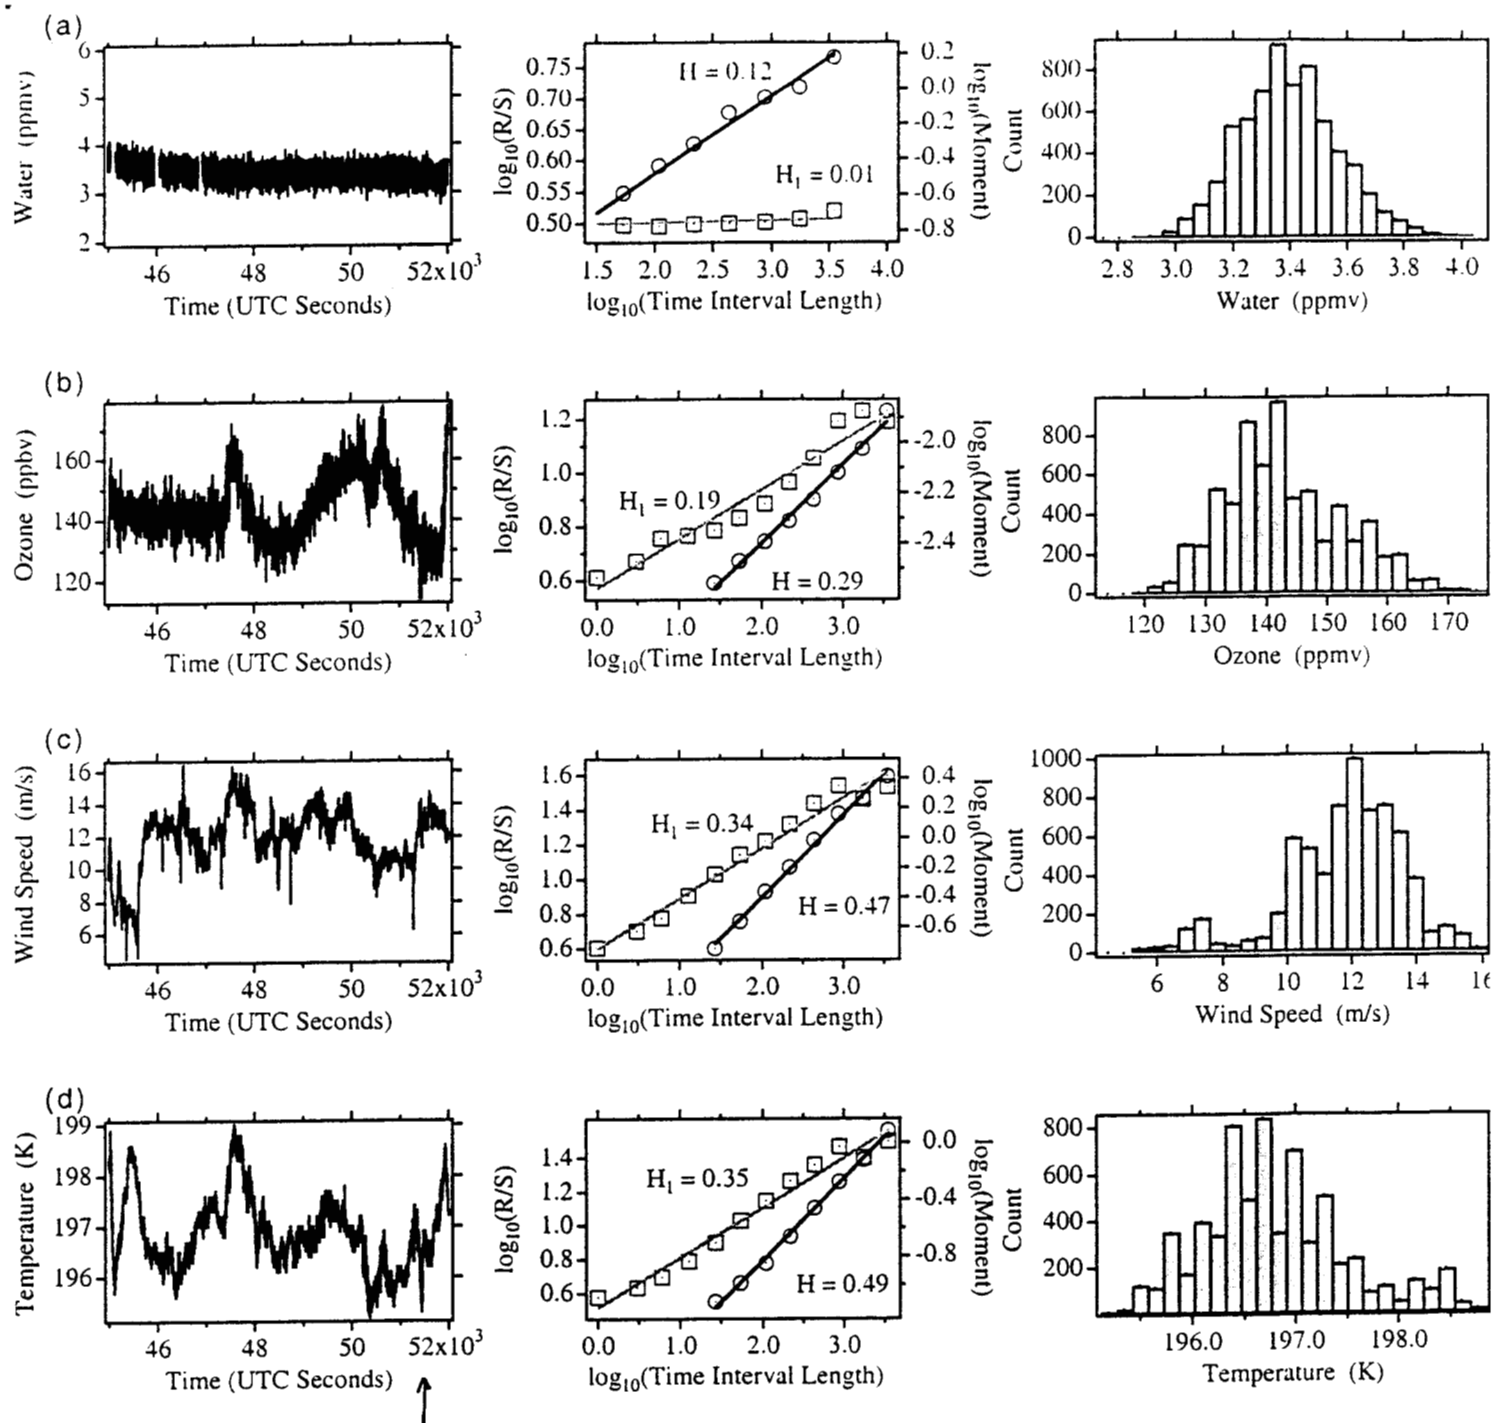 (a)
Water (ppmv)
6
5
4
3
2
46 48 50 52x10³
Time (UTC Seconds)
log₁₀(R/S)
0.75
0.70
0.65
0.60
0.55
0.50
H = 0.12
H₁ = 0.01
0.2
0.0
-0.2
-0.4
-0.6
-0.8
log₁₀(Moment)
1.5 2.0 2.5 3.0 3.5 4.0
log₁₀(Time Interval Length)
Count
800
600
400
200
0
2.8 3.0 3.2 3.4 3.6 3.8 4.0
Water (ppmv)
(b)
Ozone (ppbv)
160
140
120
46 48 50 52x10³
Time (UTC Seconds)
log₁₀(R/S)
1.2
1.0
0.8
0.6
H₁ = 0.19
H = 0.29
-2.0
-2.2
-2.4
log₁₀(Moment)
0.0 1.0 2.0 3.0
log₁₀(Time Interval Length)
Count
800
600
400
200
0
120 130 140 150 160 170
Ozone (ppmv)
(c)
Wind Speed (m/s)
16
14
12
10
8
6
46 48 50 52x10³
Time (UTC Seconds)
log₁₀(R/S)
1.6
1.4
1.2
1.0
0.8
0.6
H₁ = 0.34
H = 0.47
0.4
0.2
0.0
-0.2
-0.4
-0.6
log₁₀(Moment)
0.0 1.0 2.0 3.0
log₁₀(Time Interval Length)
Count
1000
800
600
400
200
0
6 8 10 12 14 16
Wind Speed (m/s)
(d)
Temperature (K)
199
198
197
196
46 48 50 52x10³
Time (UTC Seconds)
log₁₀(R/S)
1.4
1.2
1.0
0.8
0.6
H₁ = 0.35
H = 0.49
0.0
-0.4
-0.8
log₁₀(Moment)
0.0 1.0 2.0 3.0
log₁₀(Time Interval Length)
Count
800
600
400
200
196.0 197.0 198.0
Temperature (K)